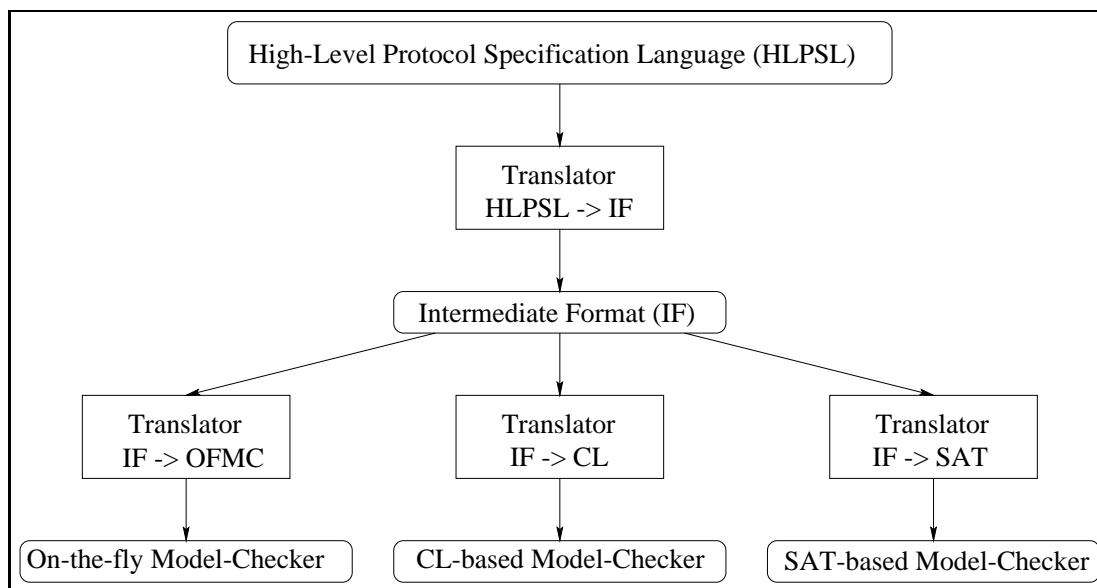 High-Level Protocol Specification Language (HLPSL)
Translator
HLPSL -> IF
Intermediate Format (IF)
Translator
IF -> OFMC
Translator
IF -> CL
Translator
IF -> SAT
On-the-fly Model-Checker
CL-based Model-Checker
SAT-based Model-Checker